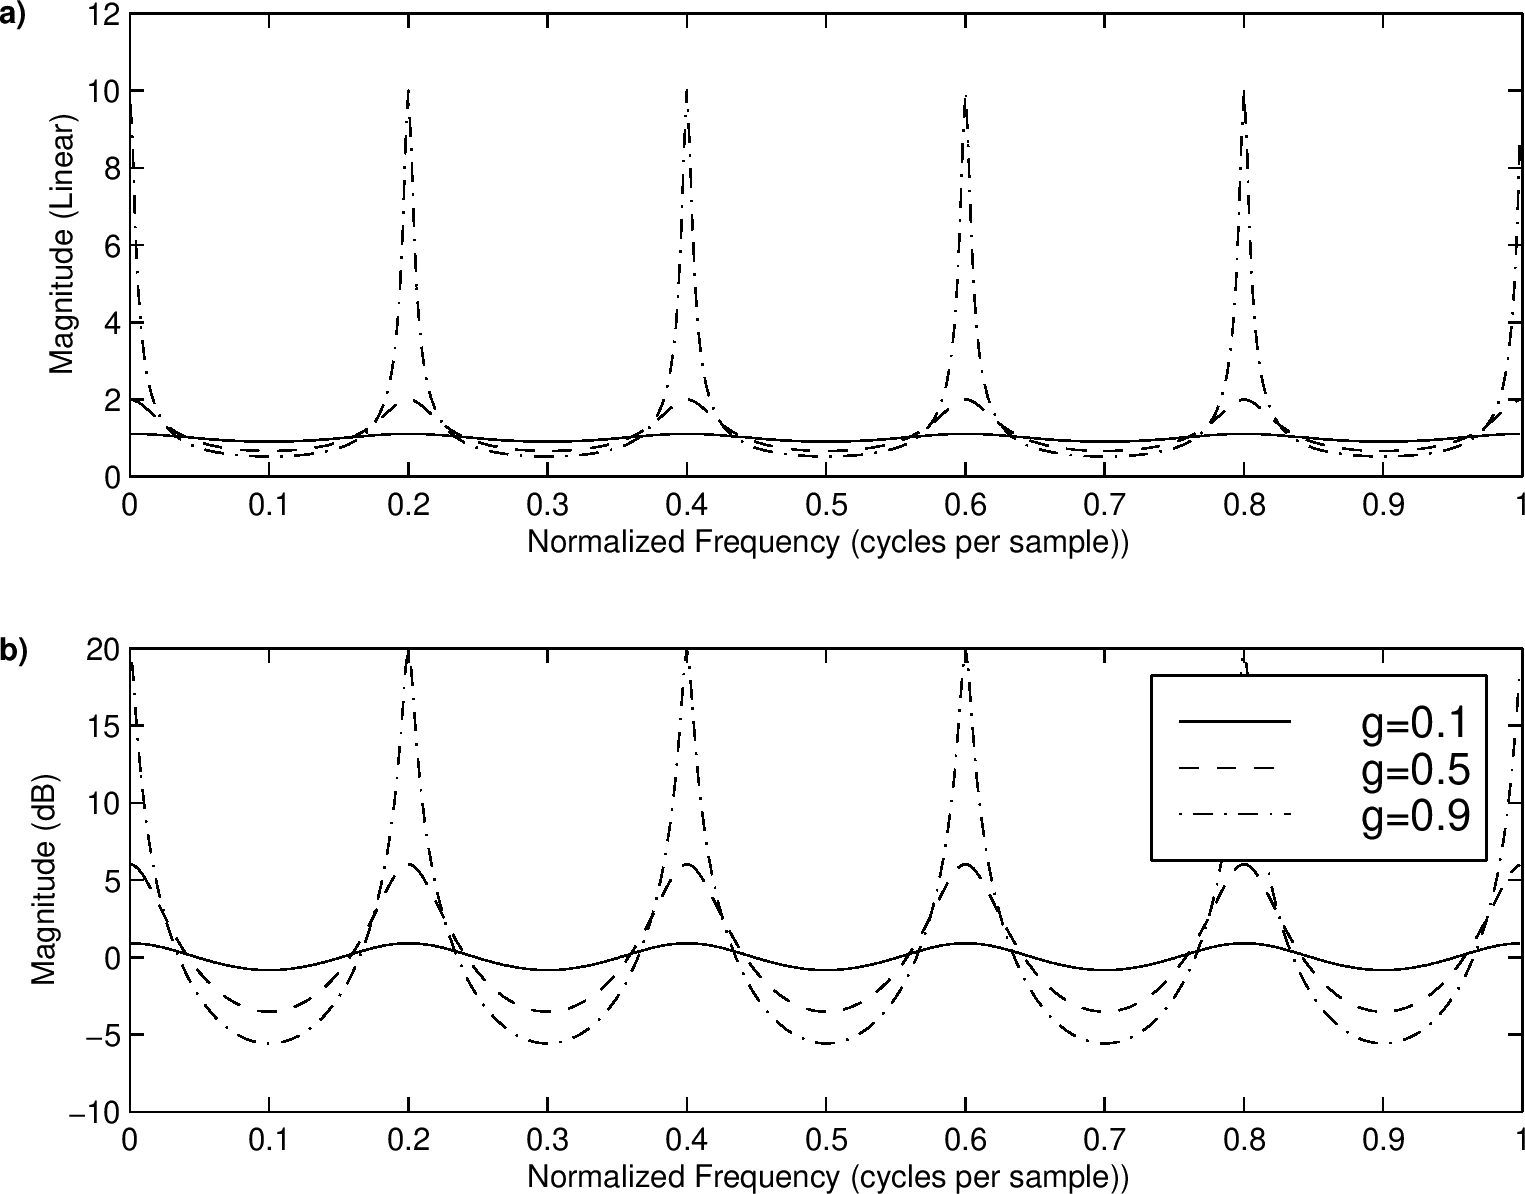 a)
12
10
8
6
4
2
0
Magnitude (Linear)
0 0.1 0.2 0.3 0.4 0.5 0.6 0.7 0.8 0.9 1
Normalized Frequency (cycles per sample))
b)
20
15
10
5
0
−5
−10
Magnitude (dB)
g=0.1
g=0.5
g=0.9
0 0.1 0.2 0.3 0.4 0.5 0.6 0.7 0.8 0.9 1
Normalized Frequency (cycles per sample))